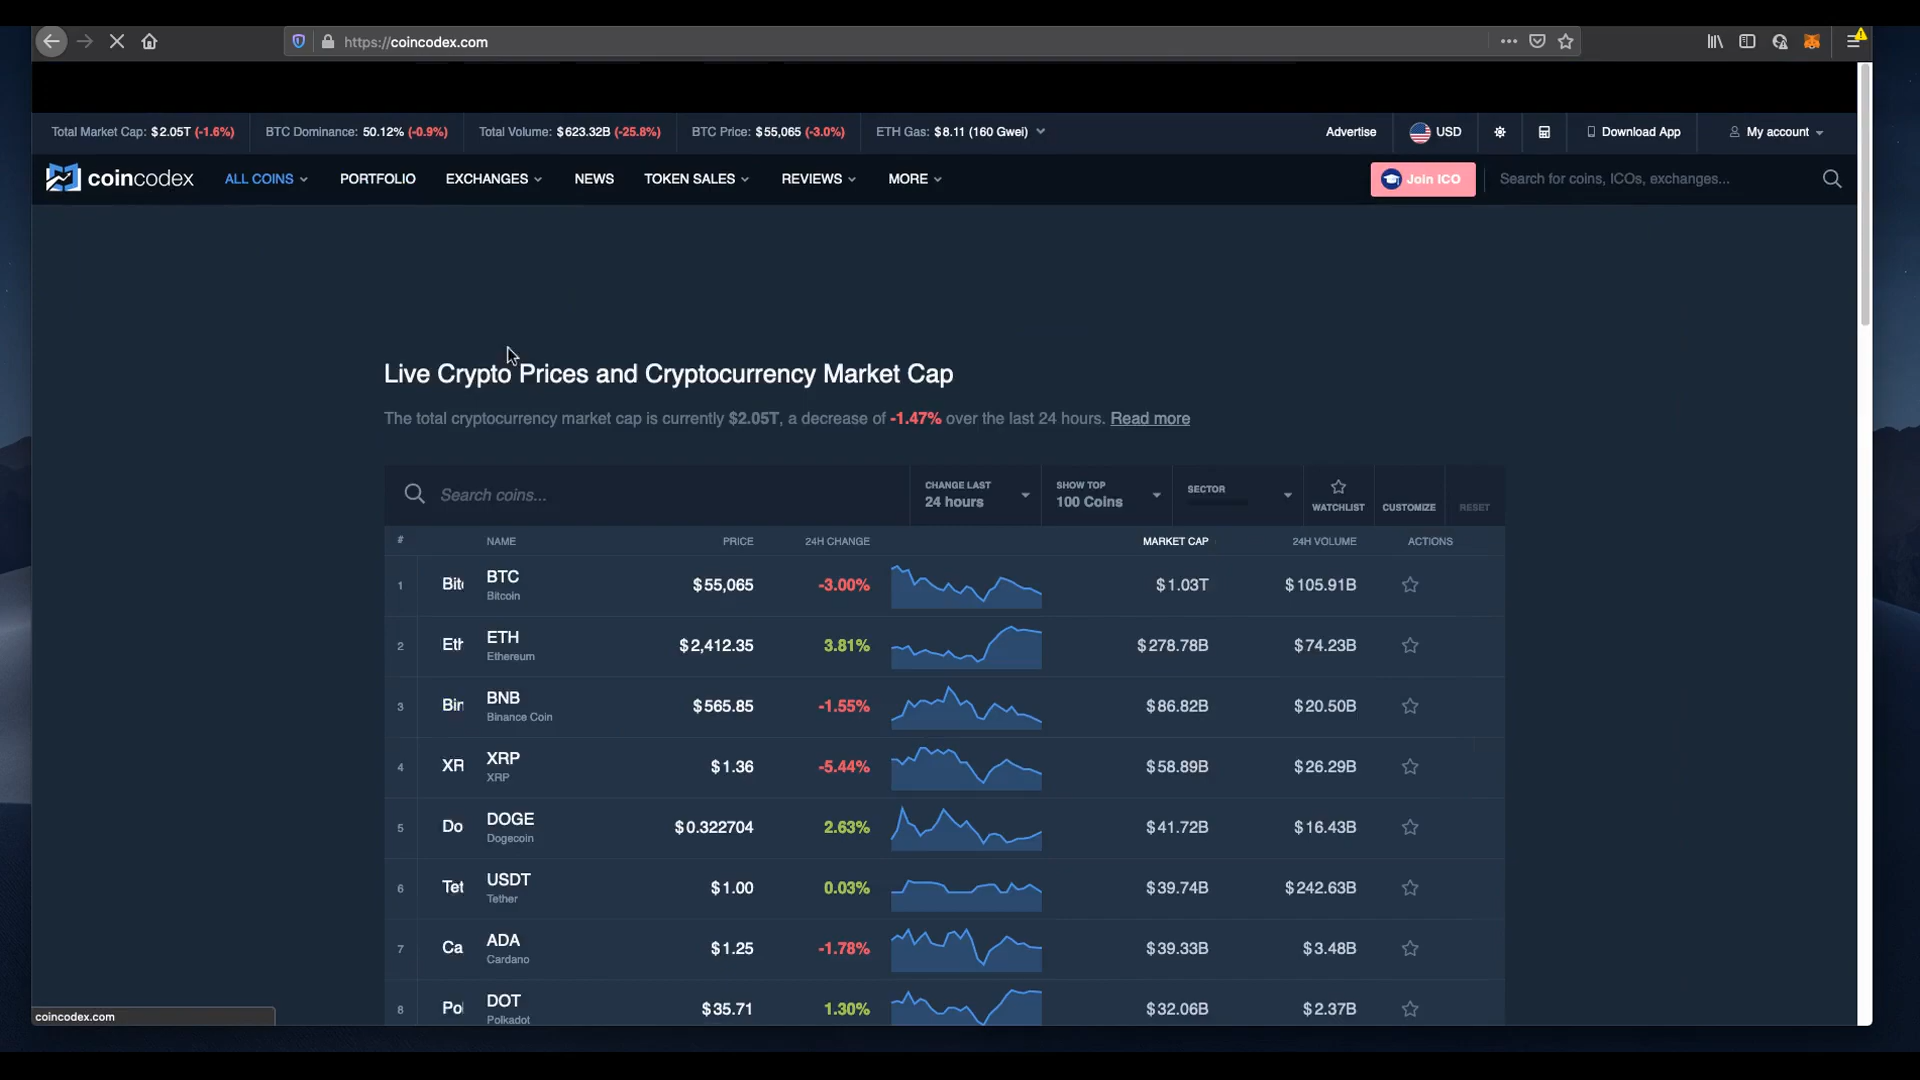 https://coincodex.com
Total Market Cap: $2.05T (-1.6%) BTC Dominance: 50.12% (-0.9%) Total Volume: $623.32B (-25.8%) BTC Price: $55,065 (-3.0%) ETH Gas: $8.11 (160 Gwei) Advertise USD Download App My account
coincodex ALL COINS PORTFOLIO EXCHANGES NEWS TOKEN SALES REVIEWS MORE Join ICO Search for coins, ICOs, exchanges...
Live Crypto Prices and Cryptocurrency Market Cap
The total cryptocurrency market cap is currently $2.05T, a decrease of -1.47% over the last 24 hours. Read more
Search coins... CHANGE LAST 24 hours SHOW TOP 100 Coins SECTOR WATCHLIST CUSTOMIZE RESET
# NAME PRICE 24H CHANGE MARKET CAP 24H VOLUME ACTIONS
1 Bit BTC $55,065 -3.00% $1.03T $105.91B
Bitcoin
2 Eth ETH $2,412.35 3.81% $278.78B $74.23B
Ethereum
3 Bin BNB $565.85 -1.55% $86.82B $20.50B
Binance Coin
4 XR XRP $1.36 -5.44% $58.89B $26.29B
XRP
5 Do DOGE $0.322704 2.63% $41.72B $16.43B
Dogecoin
6 Tet USDT $1.00 0.03% $39.74B $242.63B
Tether
7 Ca ADA $1.25 -1.78% $39.33B $3.48B
Cardano
8 Pol DOT $35.71 1.30% $32.06B $2.37B
Polkadot
coincodex.com